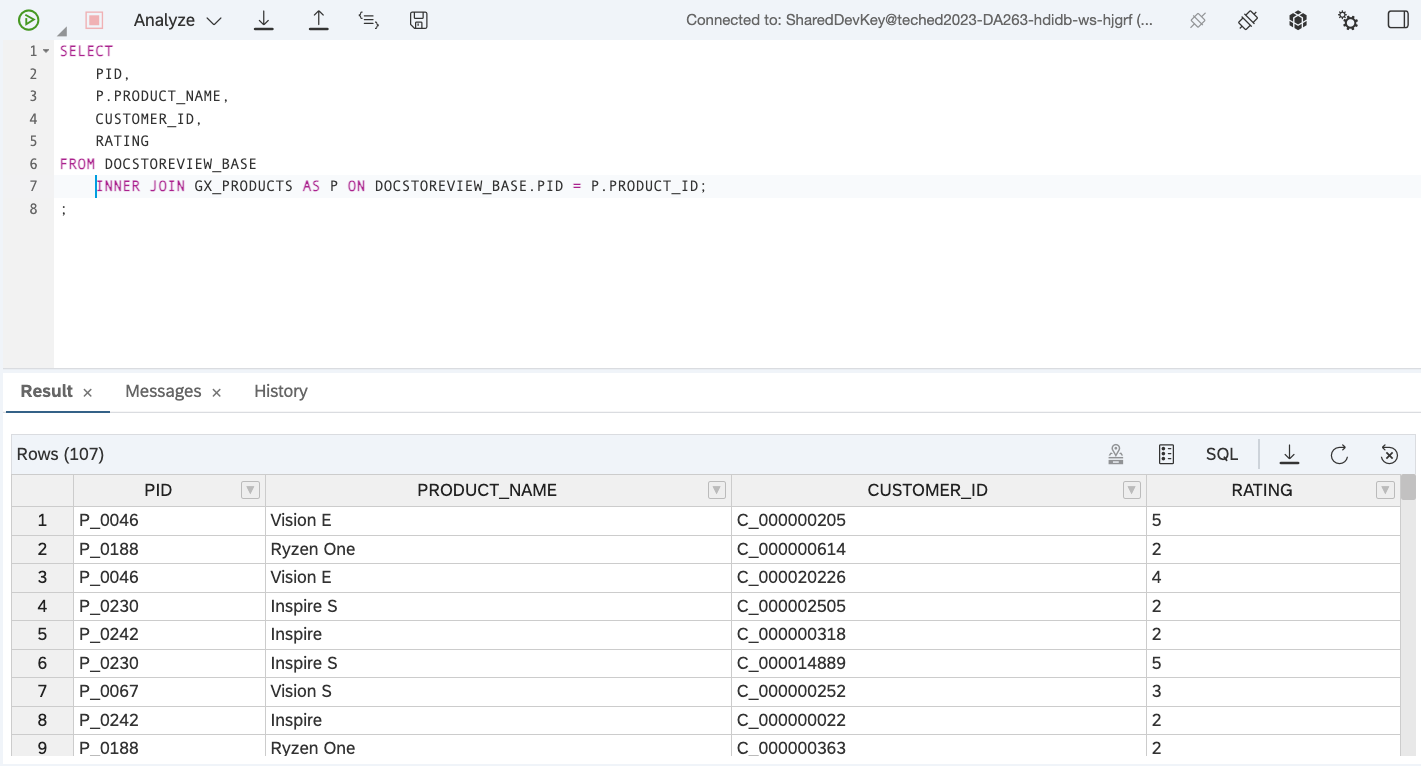 Analyze Connected to: SharedDevKey@teched2023-DA263-hdidb-ws-hjgrf (...
1 SELECT
2 PID,
3 P.PRODUCT_NAME,
4 CUSTOMER_ID,
5 RATING
6 FROM DOCSTOREVIEW_BASE
7 INNER JOIN GX_PRODUCTS AS P ON DOCSTOREVIEW_BASE.PID = P.PRODUCT_ID;
8 ;
Result × Messages × History
Rows (107) SQL
PID PRODUCT_NAME CUSTOMER_ID RATING
1 P_0046 Vision E C_000000205 5
2 P_0188 Ryzen One C_000000614 2
3 P_0046 Vision E C_000020226 4
4 P_0230 Inspire S C_000002505 2
5 P_0242 Inspire C_000000318 2
6 P_0230 Inspire S C_000014889 5
7 P_0067 Vision S C_000000252 3
8 P_0242 Inspire C_000000022 2
9 P_0188 Ryzen One C_000000363 2